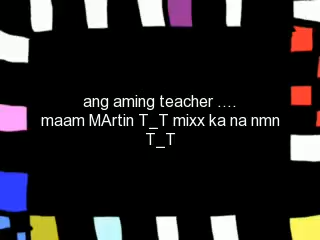 ang aming teacher ....
maam MArtin T_T mixx ka na nmn
T_T